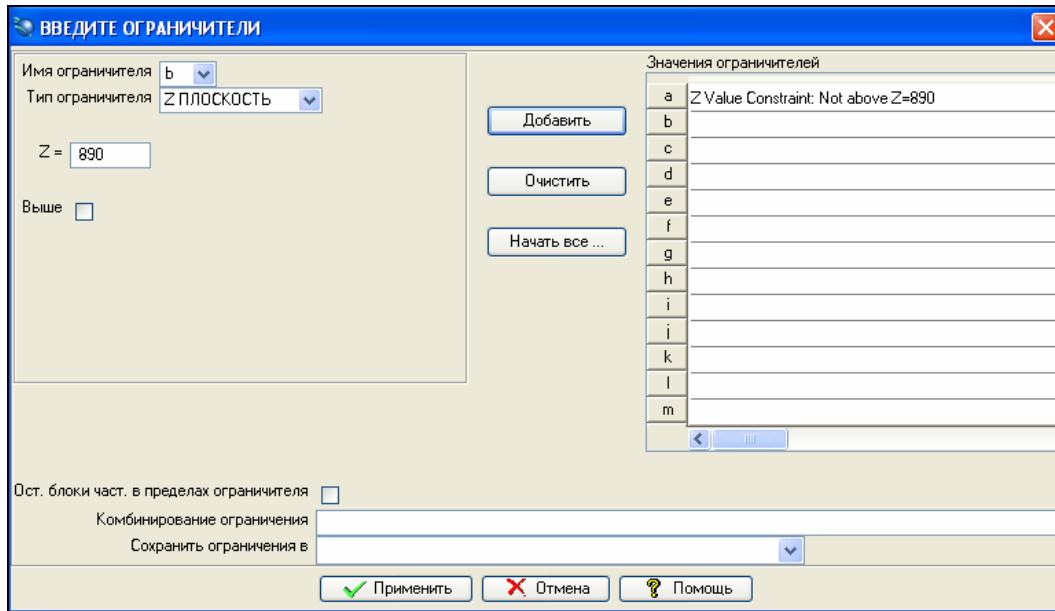 ВВЕДИТЕ ОГРАНИЧИТЕЛИ
Имя ограничителя b
Тип ограничителя Z ПЛОСКОСТЬ
Z = 890
Выше
Добавить
Очистить
Начать все ...
Значения ограничителей
a Z Value Constraint: Not above Z=890
b
c
d
e
f
g
h
i
j
k
l
m
Ост. блоки част. в пределах ограничителя
Комбинирование ограничения
Сохранить ограничения в
Применить
Отмена
Помощь